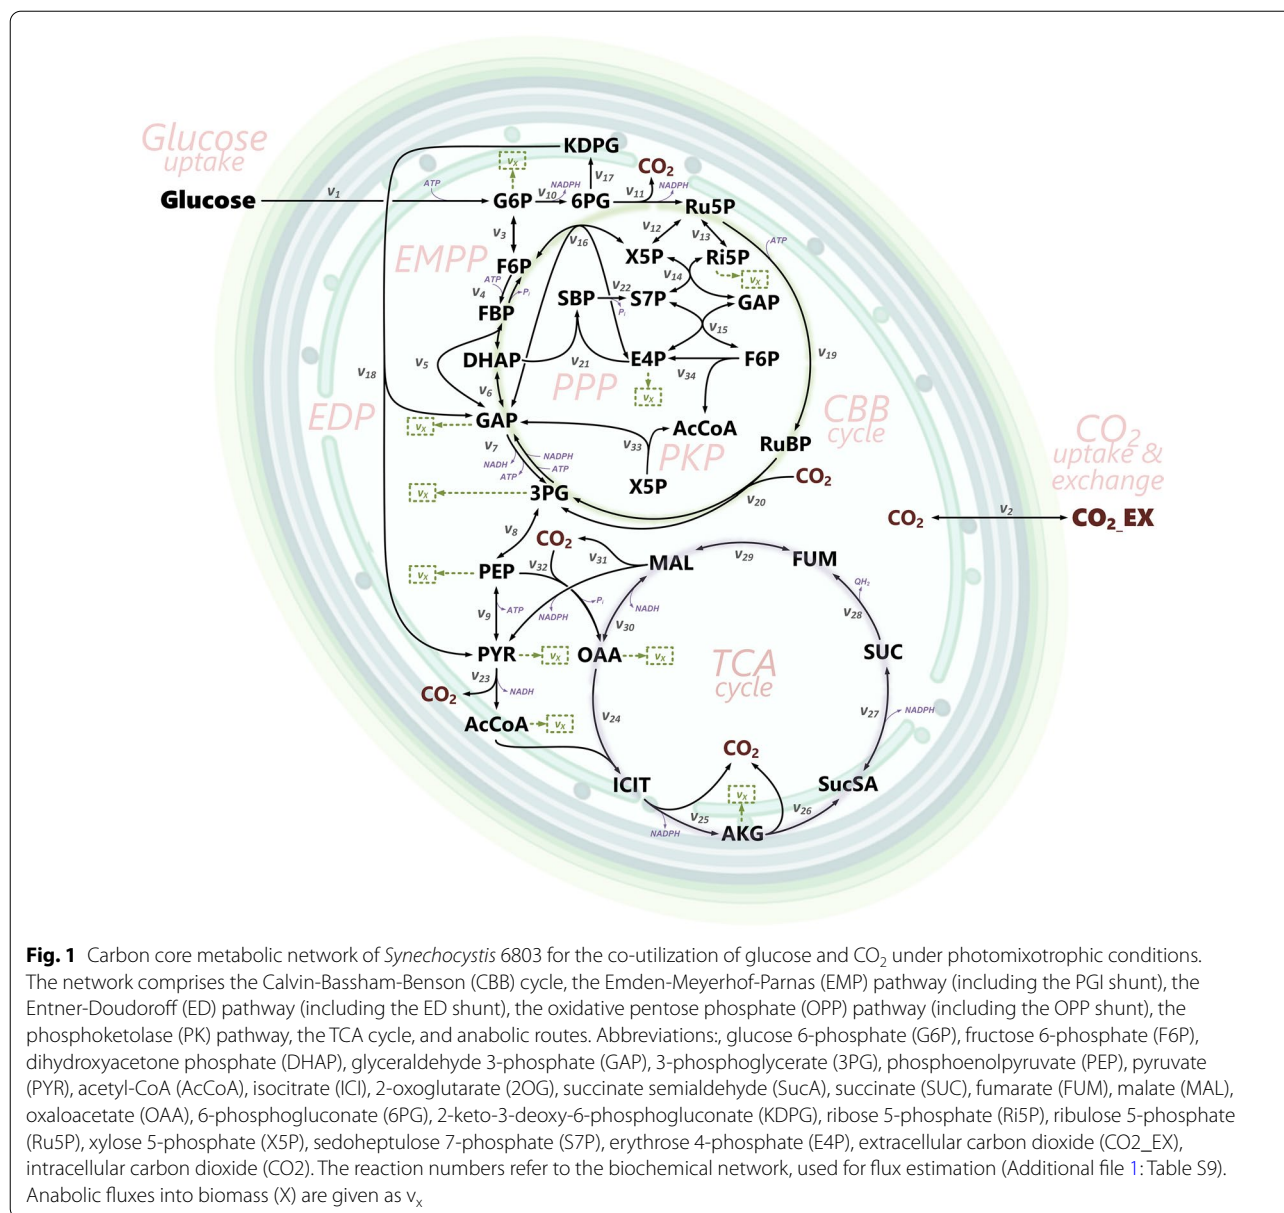 Glucose
uptake
KDPG
CO₂
vₓ
v₁₇
ATP
v₁
NADPH
v₁₀
v₁₁
NADPH
Glucose
G6P
6PG
Ru5P
v₃
v₁₆
v₁₂
v₁₃
ATP
EMPP
F6P
X5P
Ri5P
ATP
v₄
Pᵢ
v₂₂
v₁₄
vₓ
FBP
SBP
S7P
GAP
Pᵢ
v₁₅
v₁₉
v₅
DHAP
v₂₁
E4P
v₃₄
F6P
v₁₈
v₆
PPP
vₓ
EDP
CBB
cycle
vₓ
GAP
AcCoA
v₇
v₃₃
PKP
RuBP
NADH
NADPH
ATP
ATP
CO₂
uptake &
exchange
vₓ
3PG
X5P
CO₂
v₂₀
v₈
CO₂
v₂
CO₂_EX
CO₂
v₃₂
v₃₁
MAL
v₂₉
FUM
vₓ
PEP
QH₂
v₉
ATP
NADPH
Pᵢ
NADH
v₂₈
v₃₀
PYR
vₓ
OAA
vₓ
TCA
cycle
SUC
v₂₃
CO₂
NADH
v₂₇
NADPH
AcCoA
vₓ
v₂₄
CO₂
ICIT
vₓ
SucSA
v₂₅
v₂₆
NADPH
AKG
Fig. 1 Carbon core metabolic network of Synechocystis 6803 for the co-utilization of glucose and CO₂ under photomixotrophic conditions.
The network comprises the Calvin-Bassham-Benson (CBB) cycle, the Emden-Meyerhof-Parnas (EMP) pathway (including the PGI shunt), the
Entner-Doudoroff (ED) pathway (including the ED shunt), the oxidative pentose phosphate (OPP) pathway (including the OPP shunt), the
phosphoketolase (PK) pathway, the TCA cycle, and anabolic routes. Abbreviations:, glucose 6-phosphate (G6P), fructose 6-phosphate (F6P),
dihydroxyacetone phosphate (DHAP), glyceraldehyde 3-phosphate (GAP), 3-phosphoglycerate (3PG), phosphoenolpyruvate (PEP), pyruvate
(PYR), acetyl-CoA (AcCoA), isocitrate (ICI), 2-oxoglutarate (2OG), succinate semialdehyde (SucA), succinate (SUC), fumarate (FUM), malate (MAL),
oxaloacetate (OAA), 6-phosphogluconate (6PG), 2-keto-3-deoxy-6-phosphogluconate (KDPG), ribose 5-phosphate (Ri5P), ribulose 5-phosphate
(Ru5P), xylose 5-phosphate (X5P), sedoheptulose 7-phosphate (S7P), erythrose 4-phosphate (E4P), extracellular carbon dioxide (CO2_EX),
intracellular carbon dioxide (CO2). The reaction numbers refer to the biochemical network, used for flux estimation (Additional file 1: Table S9).
Anabolic fluxes into biomass (X) are given as vₓ